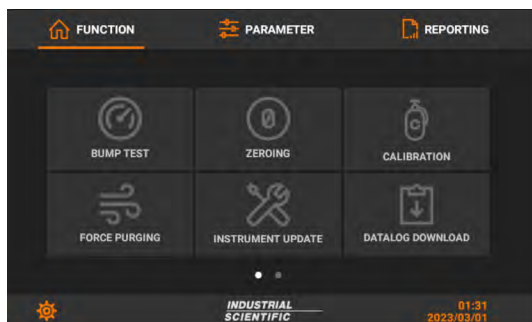 FUNCTION
PARAMETER
REPORTING
0
BUMP TEST
ZEROING
C
CALIBRATION
FORCE PURGING
INSTRUMENT UPDATE
DATALOG DOWNLOAD
INDUSTRIAL
SCIENTIFIC
01:31
2023/03/01